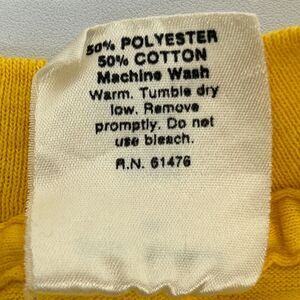 50% POLYESTER
50% COTTON
Machine Wash
Warm. Tumble dry
low. Remove
promptly. Do not
use bleach.
R.N. 61476